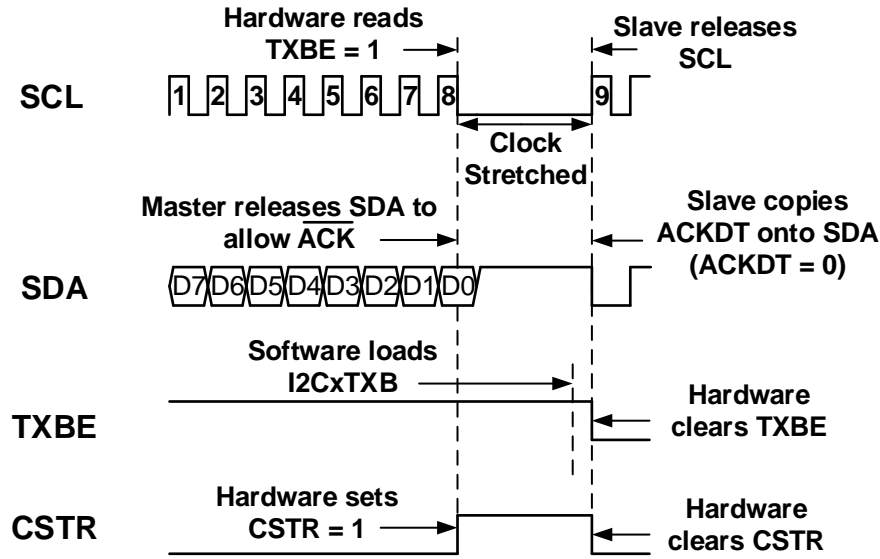 Hardware reads
TXBE = 1
Slave releases
SCL
SCL
1 2 3 4 5 6 7 8 9
Clock
Stretched
Master releases SDA to
allow A̅C̅K̅
Slave copies
ACKDT onto SDA
(ACKDT = 0)
SDA
D7 D6 D5 D4 D3 D2 D1 D0
Software loads
I2CxTXB
TXBE
Hardware
clears TXBE
CSTR
Hardware sets
CSTR = 1
Hardware
clears CSTR